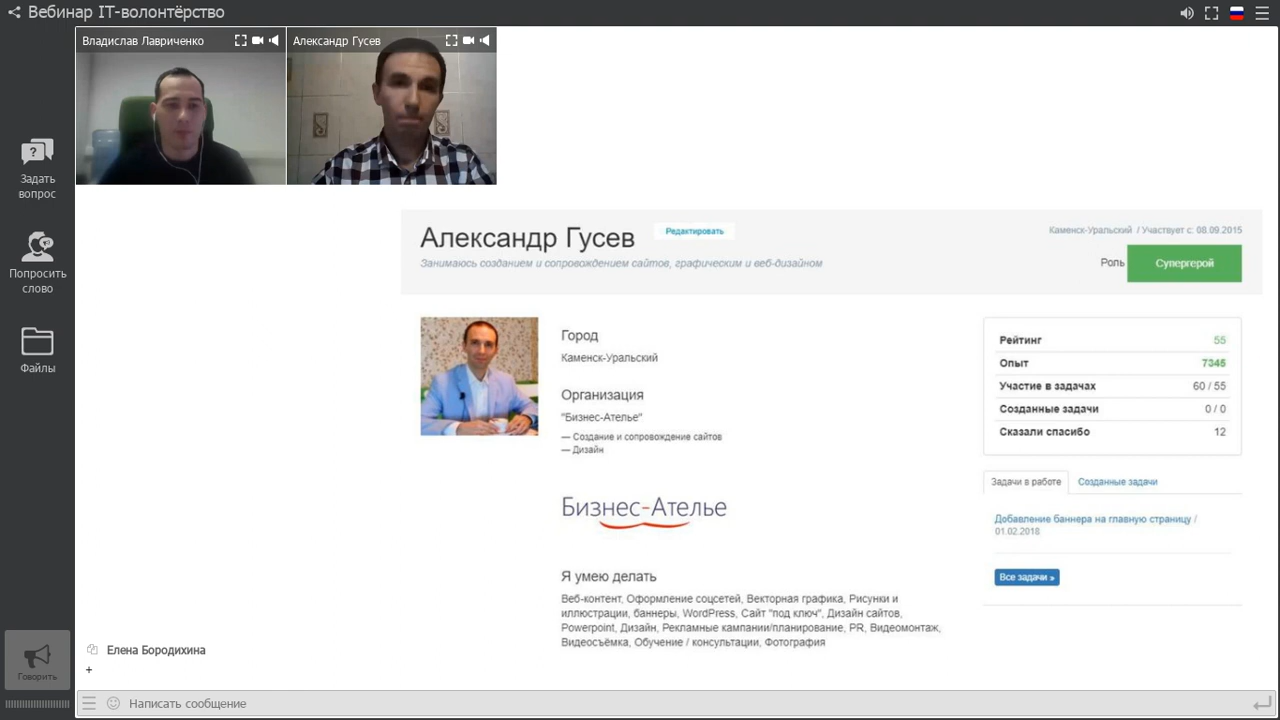 Вебинар IT-волонтёрство
Владислав Лавриченко
Александр Гусев
Задать
вопрос
Попросить
слово
Файлы
Говорить
Александр Гусев
Редактировать
Занимаюсь созданием и сопровождением сайтов, графическим и веб-дизайном
Каменск-Уральский / Участвует с: 08.09.2015
Роль Супергерой
Город
Каменск-Уральский
Организация
"Бизнес-Ателье"
— Создание и сопровождение сайтов
— Дизайн
Бизнес-Ателье
Я умею делать
Веб-контент, Оформление соцсетей, Векторная графика, Рисунки и
иллюстрации, баннеры, WordPress, Сайт "под ключ", Дизайн сайтов,
Powerpoint, Дизайн, Рекламные кампании/планирование, PR, Видеомонтаж,
Видеосъёмка, Обучение / консультации, Фотография
Рейтинг 55
Опыт 7345
Участие в задачах 60 / 55
Созданные задачи 0 / 0
Сказали спасибо 12
Задачи в работе Созданные задачи
Добавление баннера на главную страницу /
01.02.2018
Все задачи »
Елена Бородихина
+
Написать сообщение